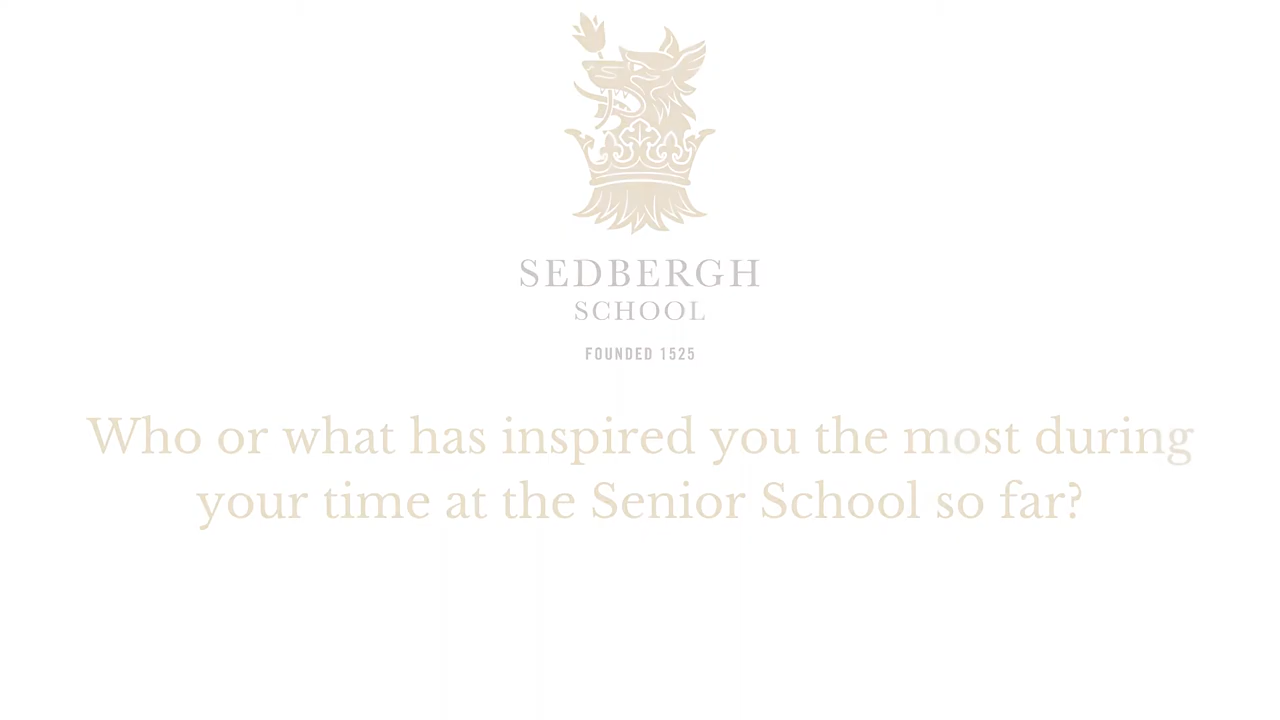 SEDBERGH
SCHOOL
FOUNDED 1525
Who or what has inspired you the most during
your time at the Senior School so far?